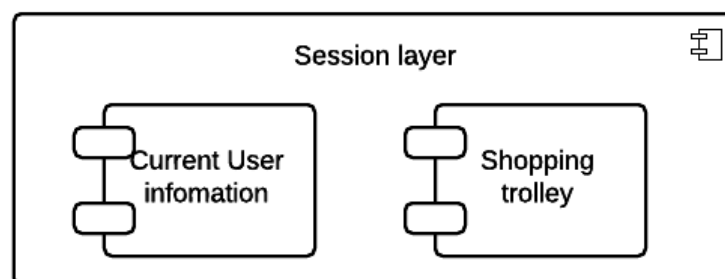 Session layer
Current User
infomation
Shopping
trolley